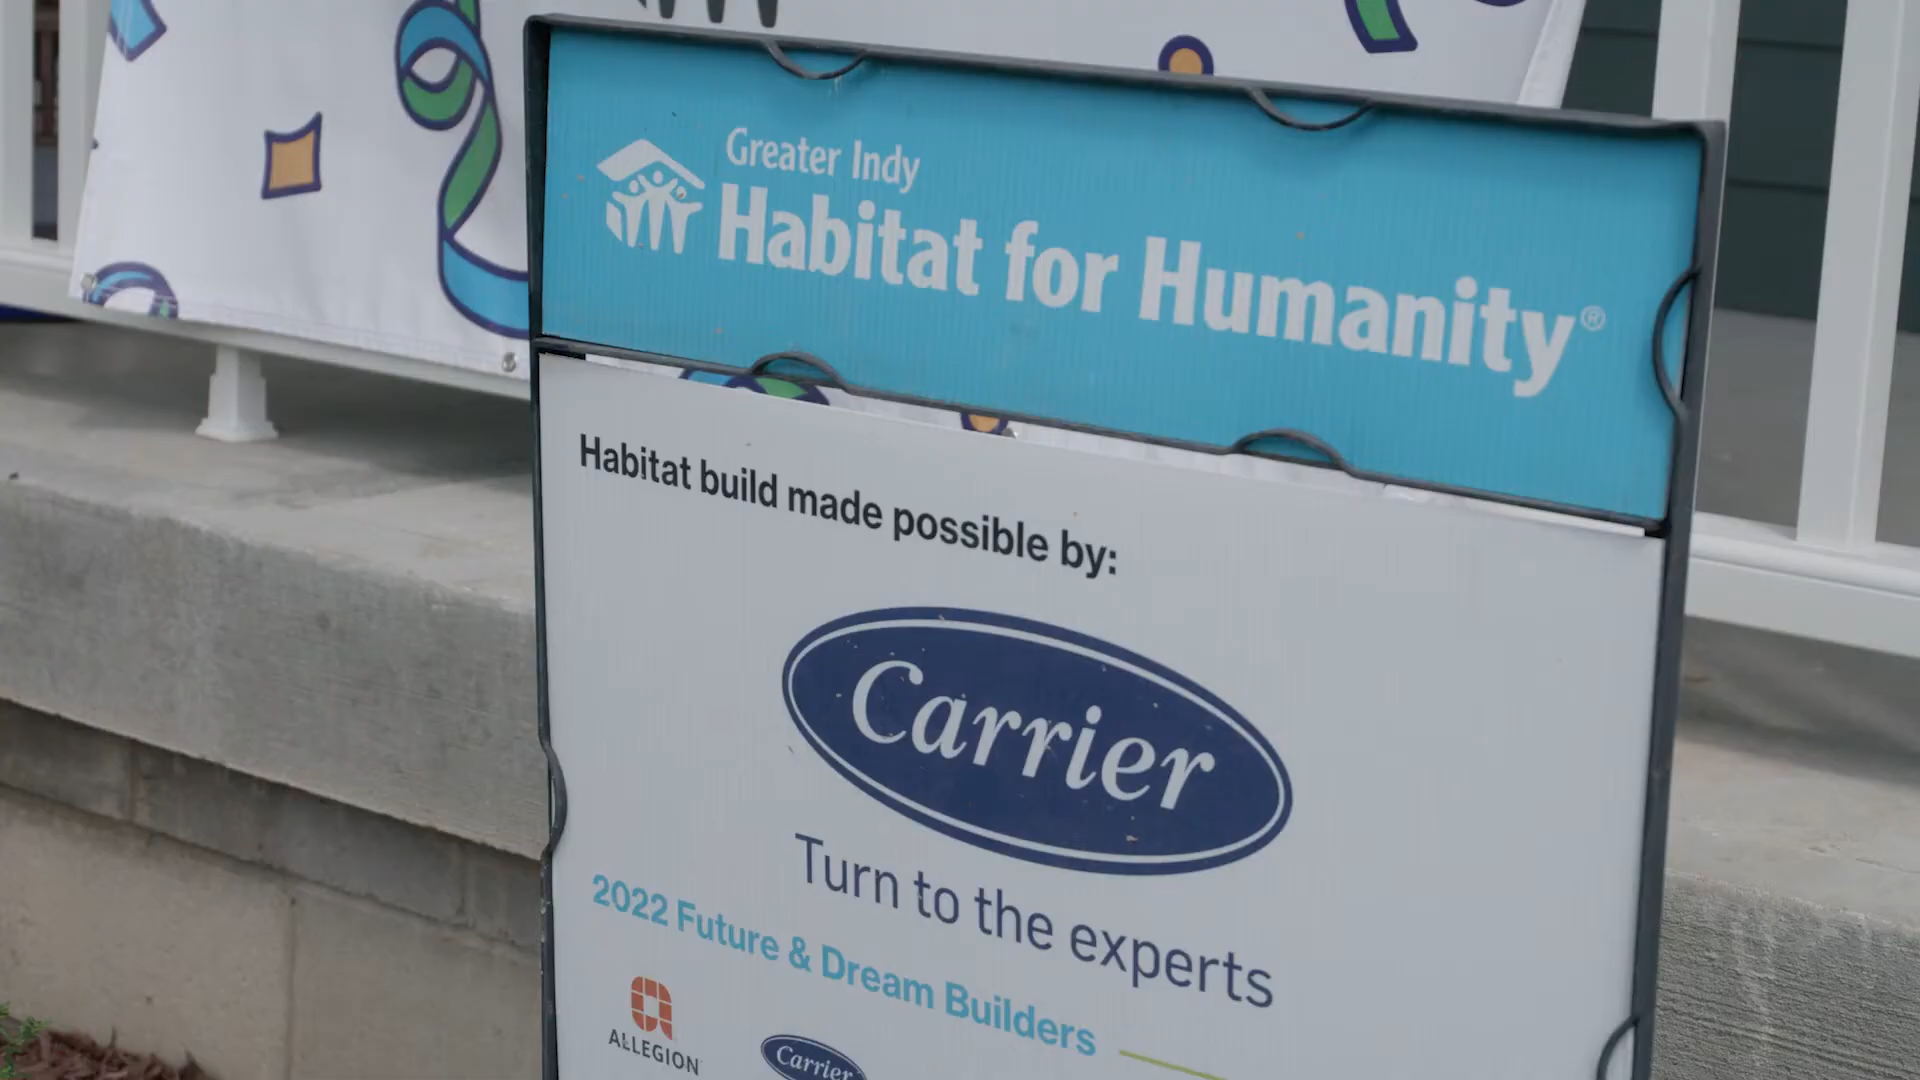 Greater Indy
Habitat for Humanity®
Habitat build made possible by:
Carrier
Turn to the experts
2022 Future & Dream Builders
ALLEGION
Carrier